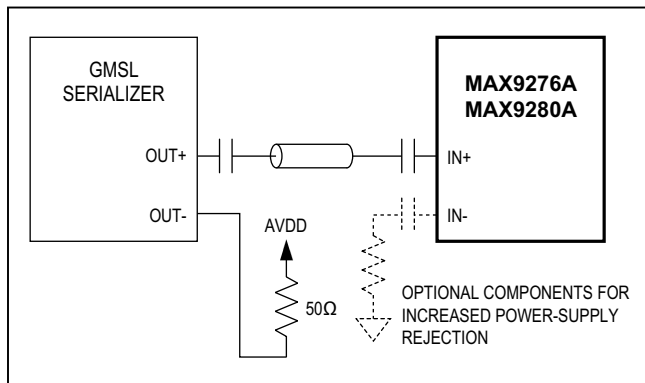 GMSL
SERIALIZER
MAX9276A
MAX9280A
OUT+
IN+
OUT-
IN-
AVDD
50Ω
OPTIONAL COMPONENTS FOR
INCREASED POWER-SUPPLY
REJECTION